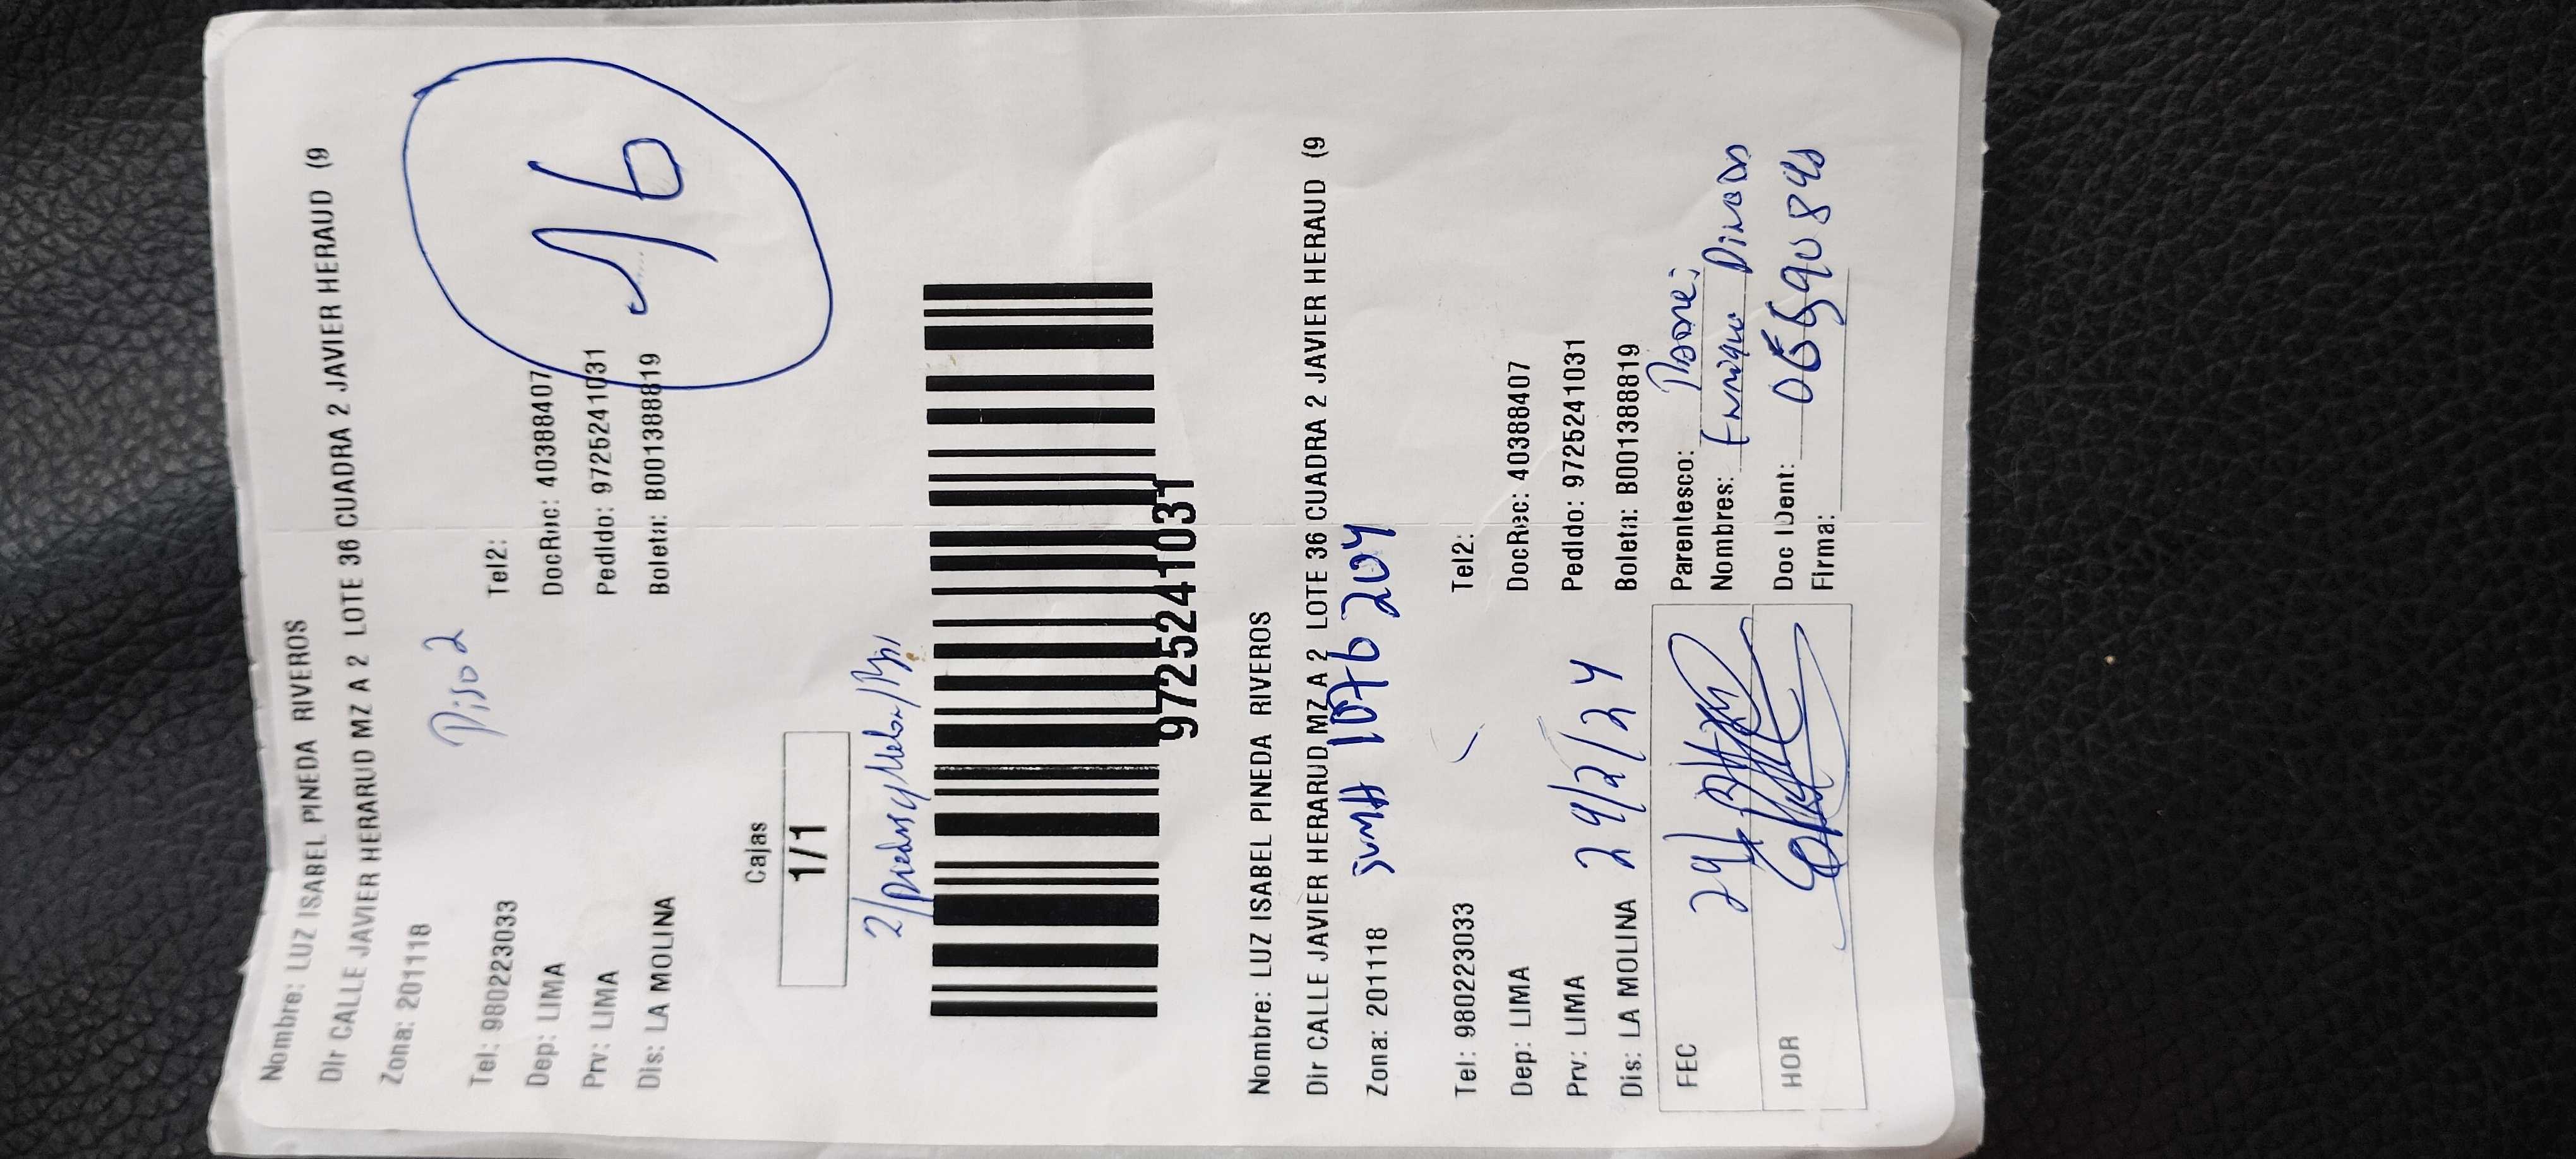 Nombre: LUZ ISABEL PINEDA RIVEROS
Dir CALLE JAVIER HERARUD MZ A 2 LOTE 36 CUADRA 2 JAVIER HERAUD (9
Zona: 201118
Piso 2
Tel: 980223033 Tel2:
Dep: LIMA DocRec: 40388407
Prv: LIMA Pedido: 9725241031
Dis: LA MOLINA Boleta: B001388819
16
Cajas
1/1
2/
9725241031
Nombre: LUZ ISABEL PINEDA RIVEROS
Dir CALLE JAVIER HERARUD MZ A 2 LOTE 36 CUADRA 2 JAVIER HERAUD (9
Zona: 201118
Tel: 980223033 Tel2:
Dep: LIMA DocRec: 40388407
Prv: LIMA Pedido: 9725241031
Dis: LA MOLINA 29/2/24 Boleta: B001388819
FEC Parentesco:
Nombres: Enrique
HOR Doc Ident:
Firma: